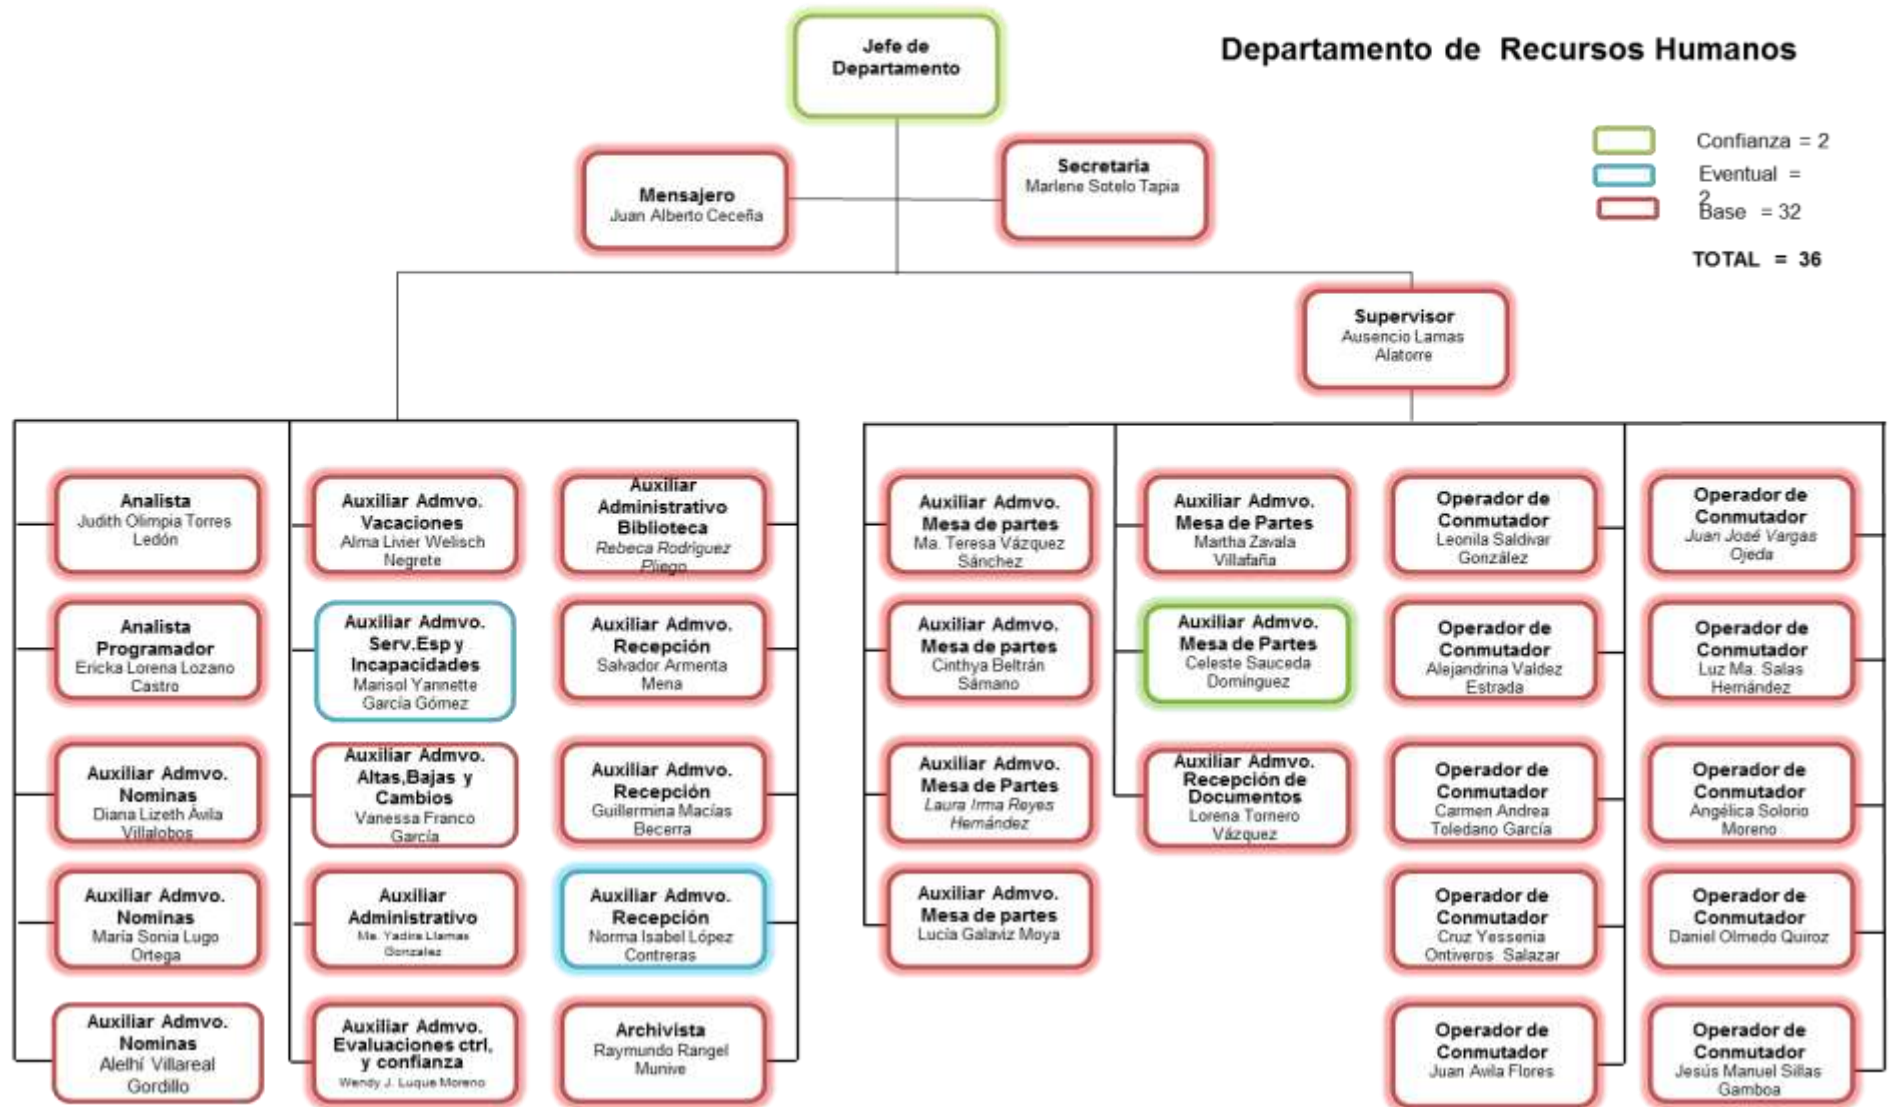 Jefe de
Departamento
Departamento de Recursos Humanos
Confianza = 2
Eventual =
2
Base = 32
TOTAL = 36
Mensajero
Juan Alberto Ceceña
Secretaria
Marlene Sotelo Tapia
Supervisor
Ausencio Lamas
Alatorre
Analista
Judith Olimpia Torres
Ledón
Analista
Programador
Ericka Lorena Lozano
Castro
Auxiliar Admvo.
Nominas
Diana Lizeth Ávila
Villalobos
Auxiliar Admvo.
Nominas
María Sonia Lugo
Ortega
Auxiliar Admvo.
Nominas
Alelhí Villareal
Gordillo
Auxiliar Admvo.
Vacaciones
Alma Livier Welisch
Negrete
Auxiliar Admvo.
Serv.Esp y
Incapacidades
Marisol Yannette
García Gómez
Auxiliar Admvo.
Altas,Bajas y
Cambios
Vanessa Franco
García
Auxiliar
Administrativo
Ma. Yadira Llamas
Gonzalez
Auxiliar Admvo.
Evaluaciones ctrl,
y confianza
Wendy J. Luque Moreno
Auxiliar
Administrativo
Biblioteca
Rebeca Rodríguez
Pliego
Auxiliar Admvo.
Recepción
Salvador Armenta
Mena
Auxiliar Admvo.
Recepción
Guillermina Macías
Becerra
Auxiliar Admvo.
Recepción
Norma Isabel López
Contreras
Archivista
Raymundo Rangel
Munive
Auxiliar Admvo.
Mesa de partes
Ma. Teresa Vázquez
Sánchez
Auxiliar Admvo.
Mesa de partes
Cinthya Beltrán
Sámano
Auxiliar Admvo.
Mesa de Partes
Laura Irma Reyes
Hernández
Auxiliar Admvo.
Mesa de partes
Lucía Galaviz Moya
Auxiliar Admvo.
Mesa de Partes
Martha Zavala
Villafaña
Auxiliar Admvo.
Mesa de Partes
Celeste Sauceda
Domínguez
Auxiliar Admvo.
Recepción de
Documentos
Lorena Tornero
Vázquez
Operador de
Conmutador
Leonila Saldivar
González
Operador de
Conmutador
Alejandrina Valdez
Estrada
Operador de
Conmutador
Carmen Andrea
Toledano García
Operador de
Conmutador
Cruz Yessenia
Ontiveros Salazar
Operador de
Conmutador
Juan Avila Flores
Operador de
Conmutador
Juan José Vargas
Ojeda
Operador de
Conmutador
Luz Ma. Salas
Hernández
Operador de
Conmutador
Angélica Solorio
Moreno
Operador de
Conmutador
Daniel Olmedo Quiroz
Operador de
Conmutador
Jesús Manuel Sillas
Gamboa